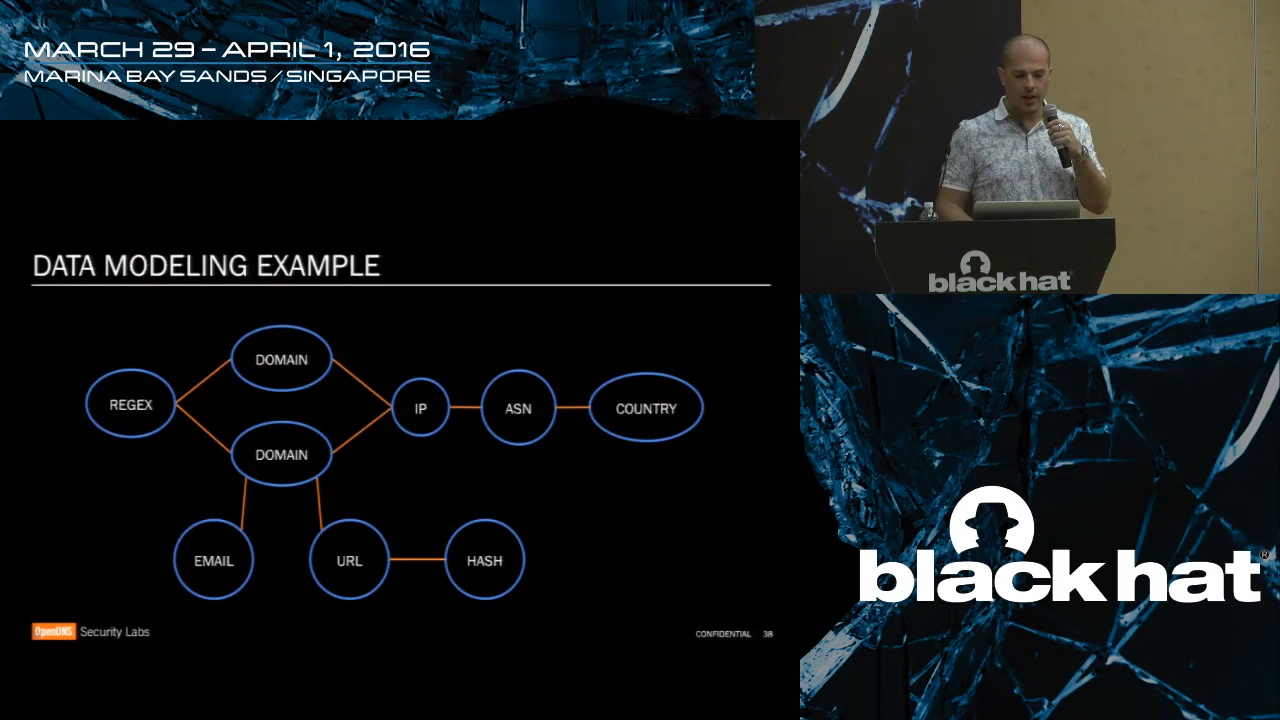 MARCH 29 – APRIL 1, 2016
MARINA BAY SANDS / SINGAPORE
black hat
DATA MODELING EXAMPLE
DOMAIN
REGEX
IP
ASN
COUNTRY
DOMAIN
EMAIL
URL
HASH
OpenDNS Security Labs
CONFIDENTIAL 38
black hat®